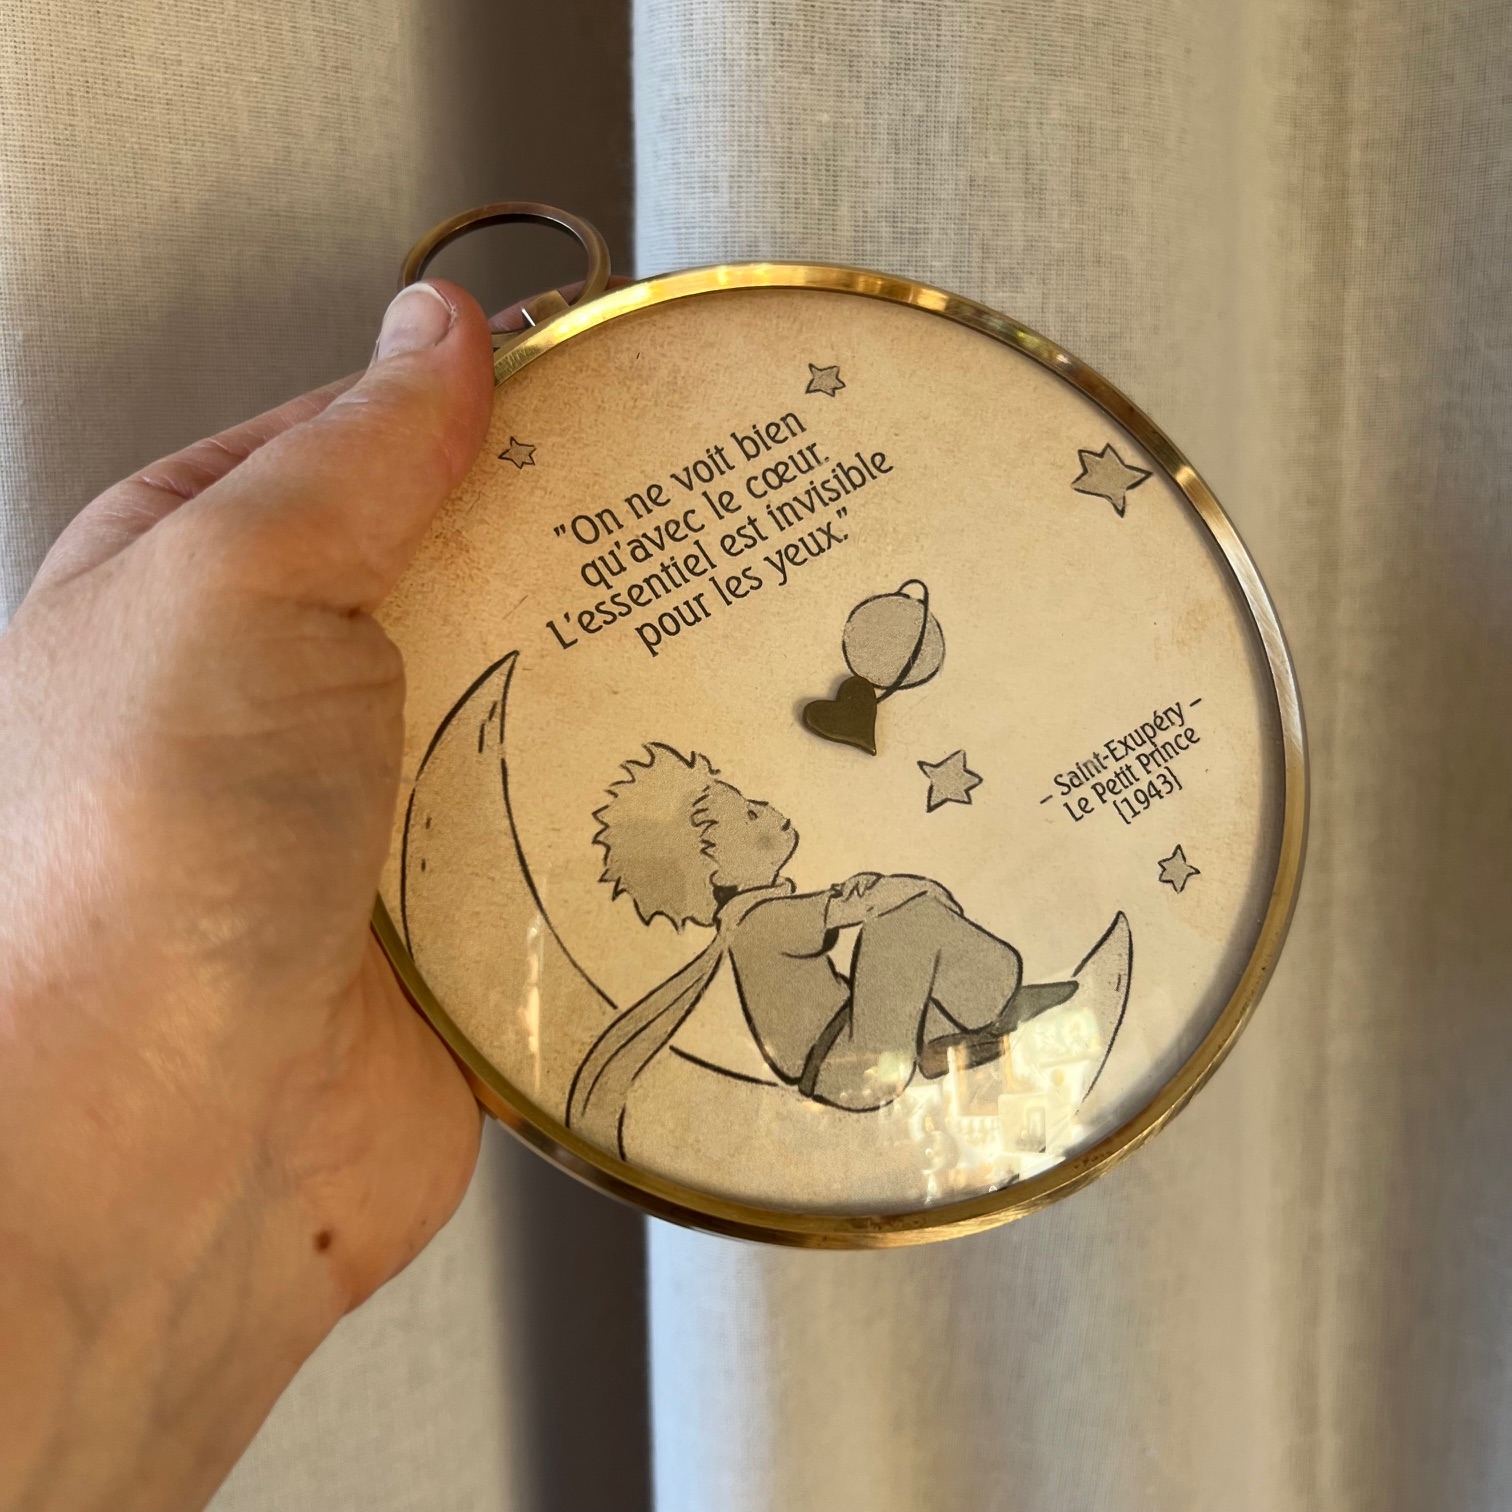 "On ne voit bien
qu'avec le cœur.
L'essentiel est invisible
pour les yeux."
– Saint-Exupéry –
Le Petit Prince
[1943]